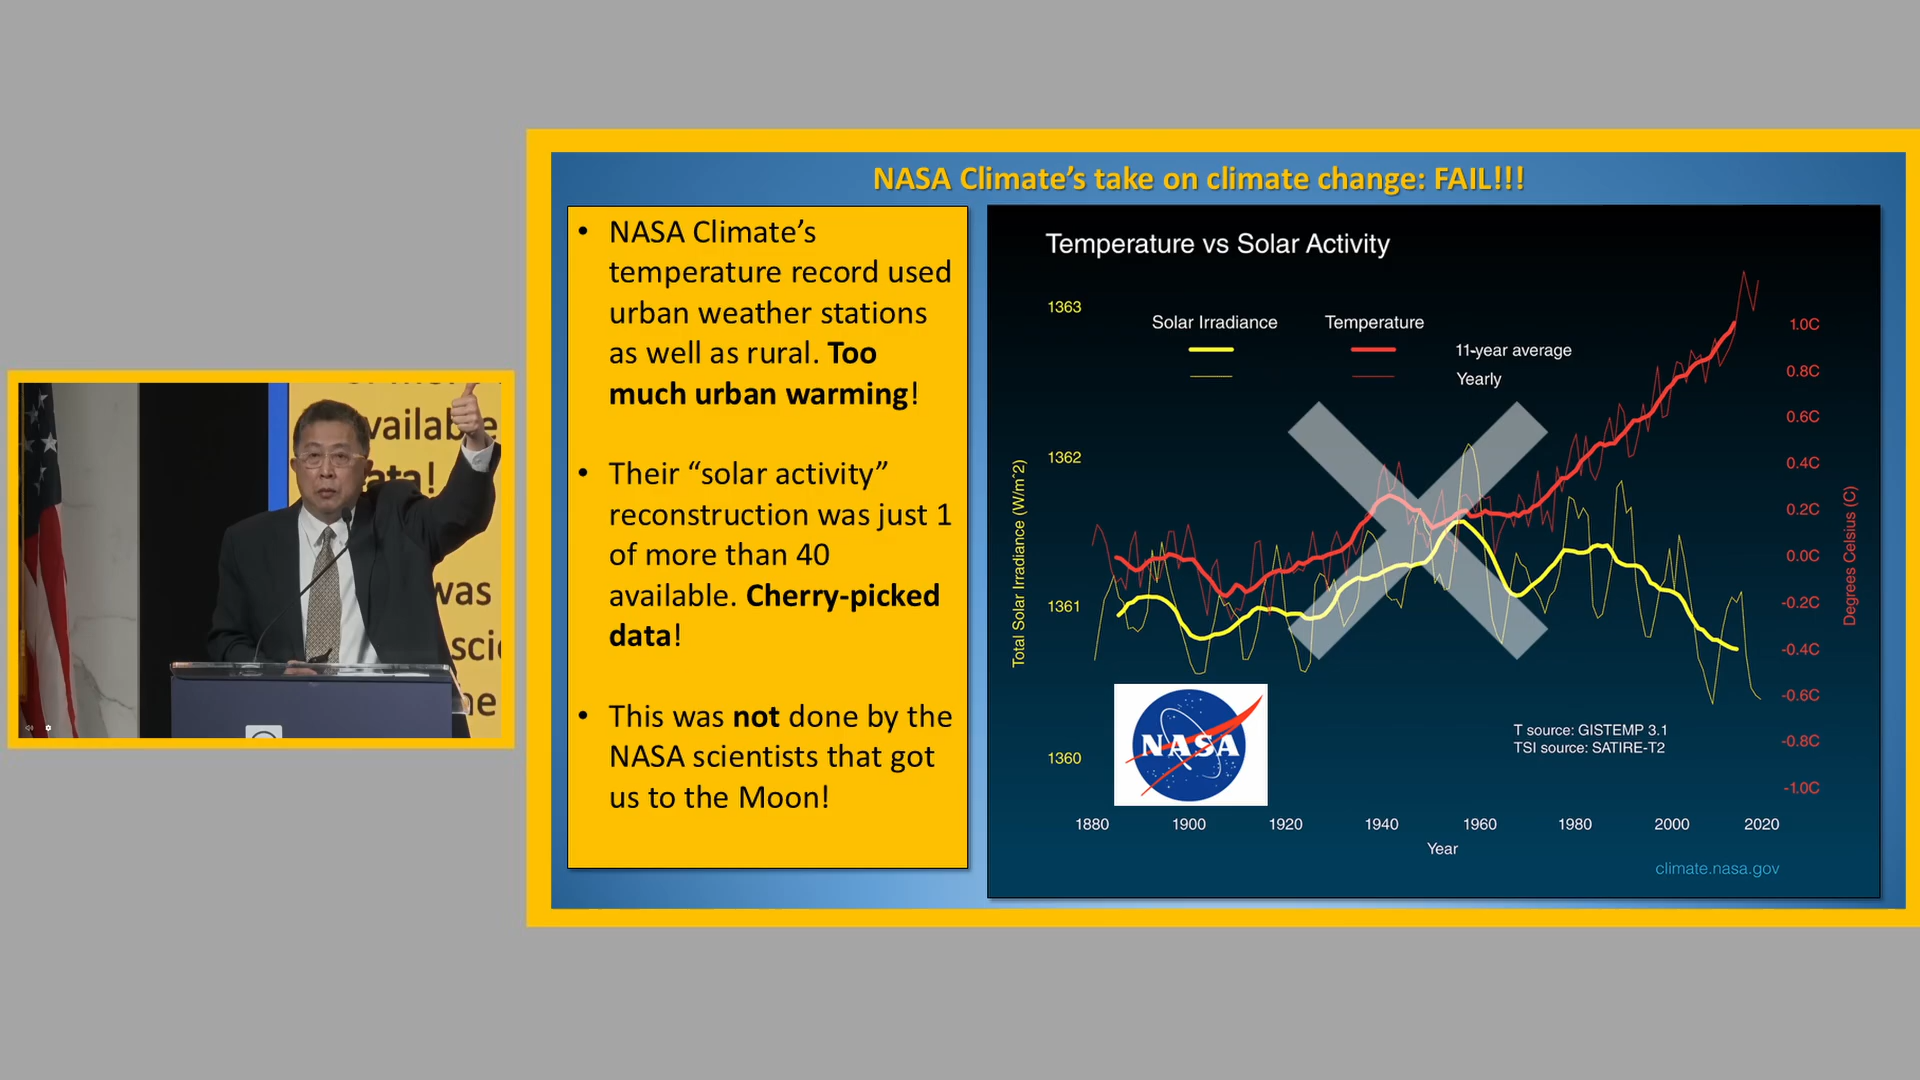 NASA Climate’s take on climate change: FAIL!!!
• NASA Climate’s
temperature record used
urban weather stations
as well as rural. Too
much urban warming!
• Their “solar activity”
reconstruction was just 1
of more than 40
available. Cherry-picked
data!
• This was not done by the
NASA scientists that got
us to the Moon!
Temperature vs Solar Activity
Solar Irradiance Temperature
11-year average
Yearly
1363
1362
1361
1360
Total Solar Irradiance (W/m^2)
1.0C
0.8C
0.6C
0.4C
0.2C
0.0C
-0.2C
-0.4C
-0.6C
-0.8C
-1.0C
Degrees Celsius (C)
NASA
T source: GISTEMP 3.1
TSI source: SATIRE-T2
1880 1900 1920 1940 1960 1980 2000 2020
Year
climate.nasa.gov
data!
was